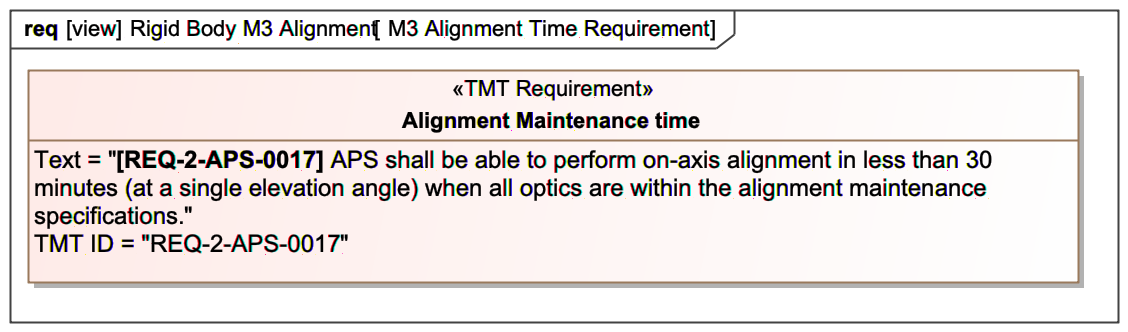 req [view] Rigid Body M3 Alignment[ M3 Alignment Time Requirement]
«TMT Requirement»
Alignment Maintenance time
Text = "[REQ-2-APS-0017] APS shall be able to perform on-axis alignment in less than 30
minutes (at a single elevation angle) when all optics are within the alignment maintenance
specifications."
TMT ID = "REQ-2-APS-0017"